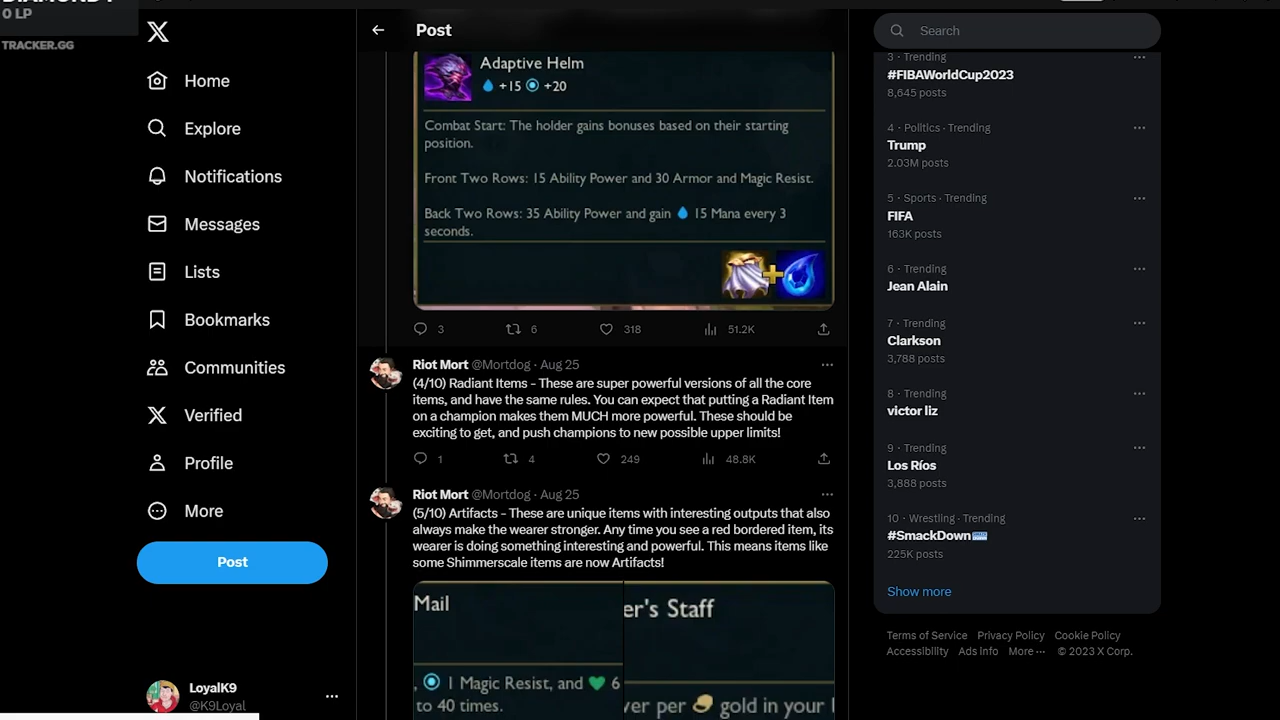 0 LP
TRACKER.GG
Home
Explore
Notifications
Messages
Lists
Bookmarks
Communities
Verified
Profile
More
Post
LoyalK9
@K9Loyal
Post
Adaptive Helm
+15 +20
Combat Start: The holder gains bonuses based on their starting
position.
Front Two Rows: 15 Ability Power and 30 Armor and Magic Resist.
Back Two Rows: 35 Ability Power and gain 15 Mana every 3
seconds.
3 6 318 51.2K
Riot Mort @Mortdog · Aug 25
(4/10) Radiant Items - These are super powerful versions of all the core
items, and have the same rules. You can expect that putting a Radiant Item
on a champion makes them MUCH more powerful. These should be
exciting to get, and push champions to new possible upper limits!
1 4 249 48.8K
Riot Mort @Mortdog · Aug 25
(5/10) Artifacts - These are unique items with interesting outputs that also
always make the wearer stronger. Any time you see a red bordered item, its
wearer is doing something interesting and powerful. This means items like
some Shimmerscale items are now Artifacts!
Mail
, 1 Magic Resist, and 6
to 40 times.
er's Staff
ver per gold in your
Search
3 · Trending
#FIBAWorldCup2023
8,645 posts
4 · Politics · Trending
Trump
2.03M posts
5 · Sports · Trending
FIFA
163K posts
6 · Trending
Jean Alain
7 · Trending
Clarkson
3,788 posts
8 · Trending
victor liz
9 · Trending
Los Ríos
3,888 posts
10 · Wrestling · Trending
#SmackDown
225K posts
Show more
Terms of Service Privacy Policy Cookie Policy
Accessibility Ads info More ··· © 2023 X Corp.